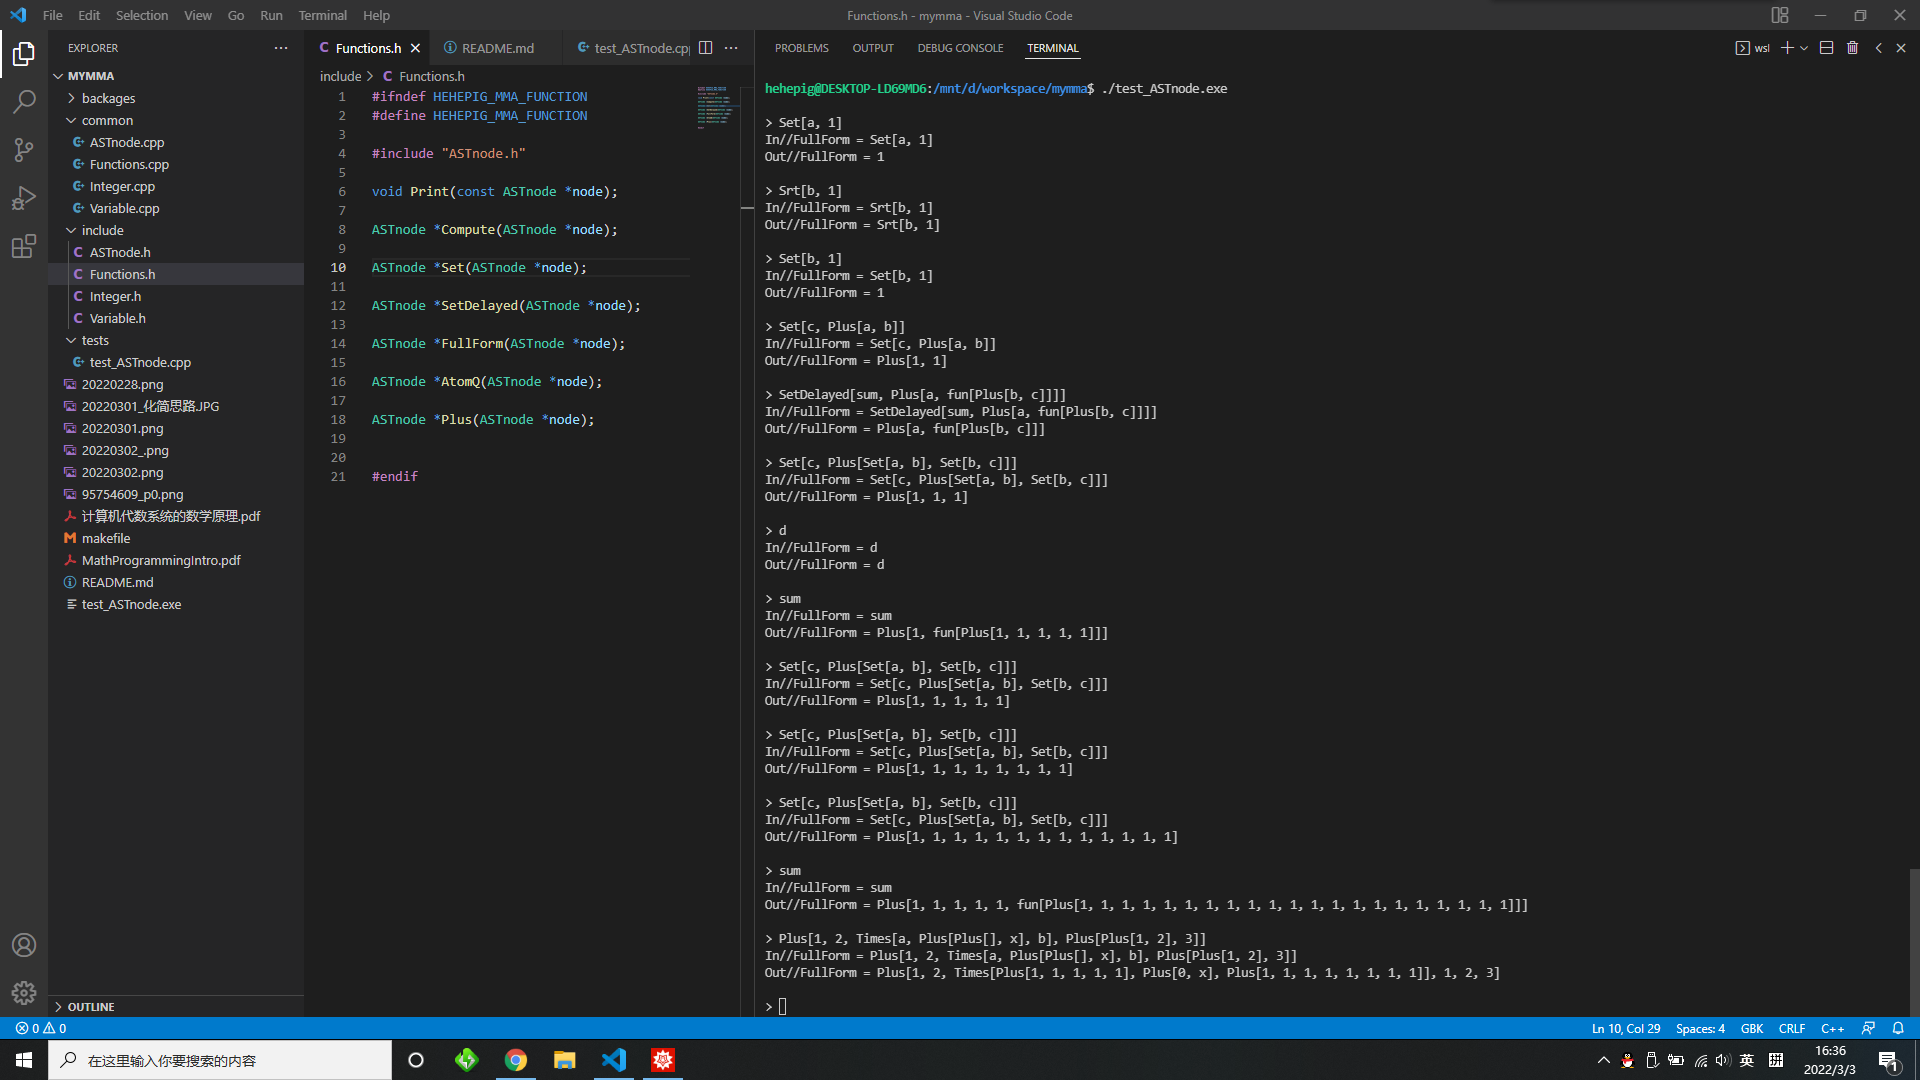 File Edit Selection View Go Run Terminal Help
Functions.h - mymma - Visual Studio Code
EXPLORER
MYMMA
backages
common
ASTnode.cpp
Functions.cpp
Integer.cpp
Variable.cpp
include
ASTnode.h
Functions.h
Integer.h
Variable.h
tests
test_ASTnode.cpp
20220228.png
20220301_化简思路.JPG
20220301.png
20220302_.png
20220302.png
95754609_p0.png
计算机代数系统的数学原理.pdf
makefile
MathProgrammingIntro.pdf
README.md
test_ASTnode.exe
OUTLINE
Functions.h README.md test_ASTnode.cpp
include > Functions.h
1 #ifndef HEHEPIG_MMA_FUNCTION
2 #define HEHEPIG_MMA_FUNCTION
3
4 #include "ASTnode.h"
5
6 void Print(const ASTnode *node);
7
8 ASTnode *Compute(ASTnode *node);
9
10 ASTnode *Set(ASTnode *node);
11
12 ASTnode *SetDelayed(ASTnode *node);
13
14 ASTnode *FullForm(ASTnode *node);
15
16 ASTnode *AtomQ(ASTnode *node);
17
18 ASTnode *Plus(ASTnode *node);
19
20
21 #endif
PROBLEMS OUTPUT DEBUG CONSOLE TERMINAL
wsl
hehepig@DESKTOP-LD69MD6:/mnt/d/workspace/mymma$ ./test_ASTnode.exe
> Set[a, 1]
In//FullForm = Set[a, 1]
Out//FullForm = 1
> Srt[b, 1]
In//FullForm = Srt[b, 1]
Out//FullForm = Srt[b, 1]
> Set[b, 1]
In//FullForm = Set[b, 1]
Out//FullForm = 1
> Set[c, Plus[a, b]]
In//FullForm = Set[c, Plus[a, b]]
Out//FullForm = Plus[1, 1]
> SetDelayed[sum, Plus[a, fun[Plus[b, c]]]]
In//FullForm = SetDelayed[sum, Plus[a, fun[Plus[b, c]]]]
Out//FullForm = Plus[a, fun[Plus[b, c]]]
> Set[c, Plus[Set[a, b], Set[b, c]]]
In//FullForm = Set[c, Plus[Set[a, b], Set[b, c]]]
Out//FullForm = Plus[1, 1, 1]
> d
In//FullForm = d
Out//FullForm = d
> sum
In//FullForm = sum
Out//FullForm = Plus[1, fun[Plus[1, 1, 1, 1, 1]]]
> Set[c, Plus[Set[a, b], Set[b, c]]]
In//FullForm = Set[c, Plus[Set[a, b], Set[b, c]]]
Out//FullForm = Plus[1, 1, 1, 1, 1]
> Set[c, Plus[Set[a, b], Set[b, c]]]
In//FullForm = Set[c, Plus[Set[a, b], Set[b, c]]]
Out//FullForm = Plus[1, 1, 1, 1, 1, 1, 1, 1]
> Set[c, Plus[Set[a, b], Set[b, c]]]
In//FullForm = Set[c, Plus[Set[a, b], Set[b, c]]]
Out//FullForm = Plus[1, 1, 1, 1, 1, 1, 1, 1, 1, 1, 1, 1, 1]
> sum
In//FullForm = sum
Out//FullForm = Plus[1, 1, 1, 1, 1, fun[Plus[1, 1, 1, 1, 1, 1, 1, 1, 1, 1, 1, 1, 1, 1, 1, 1, 1, 1, 1, 1, 1]]]
> Plus[1, 2, Times[a, Plus[Plus[], x], b], Plus[Plus[1, 2], 3]]
In//FullForm = Plus[1, 2, Times[a, Plus[Plus[], x], b], Plus[Plus[1, 2], 3]]
Out//FullForm = Plus[1, 2, Times[Plus[1, 1, 1, 1, 1], Plus[0, x], Plus[1, 1, 1, 1, 1, 1, 1, 1]], 1, 2, 3]
>
0 0
Ln 10, Col 29 Spaces: 4 GBK CRLF C++
在这里输入你要搜索的内容
英
16:36
2022/3/3
1